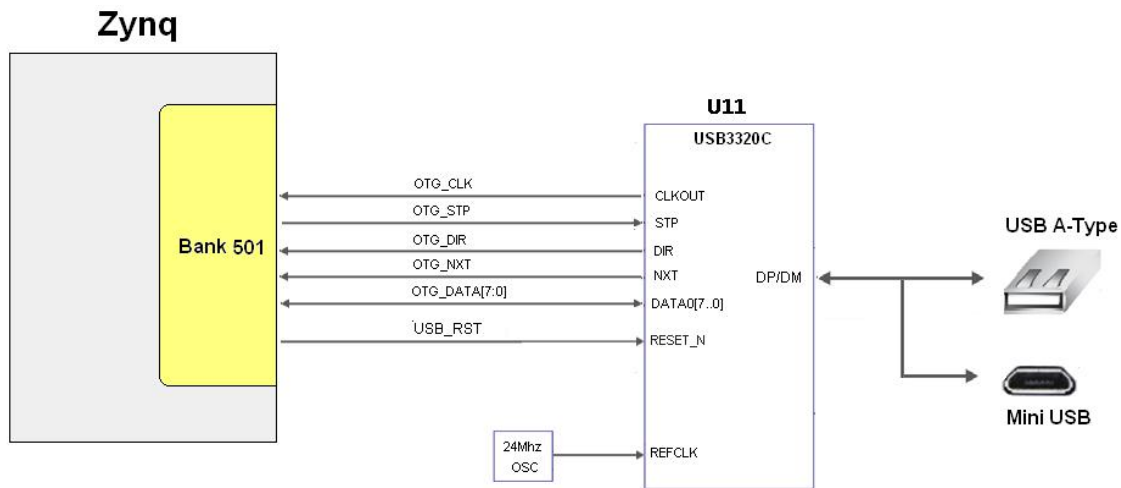 Zynq
Bank 501
OTG_CLK
OTG_STP
OTG_DIR
OTG_NXT
OTG_DATA[7:0]
USB_RST
U11
USB3320C
CLKOUT
STP
DIR
NXT
DATA0[7..0]
RESET_N
REFCLK
DP/DM
24Mhz
OSC
USB A-Type
Mini USB